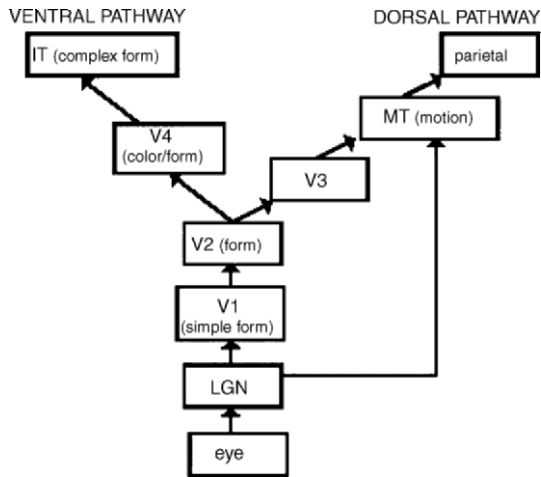 VENTRAL PATHWAY
DORSAL PATHWAY
IT (complex form)
parietal
MT (motion)
V4
(color/form)
V3
V2 (form)
V1
(simple form)
LGN
eye